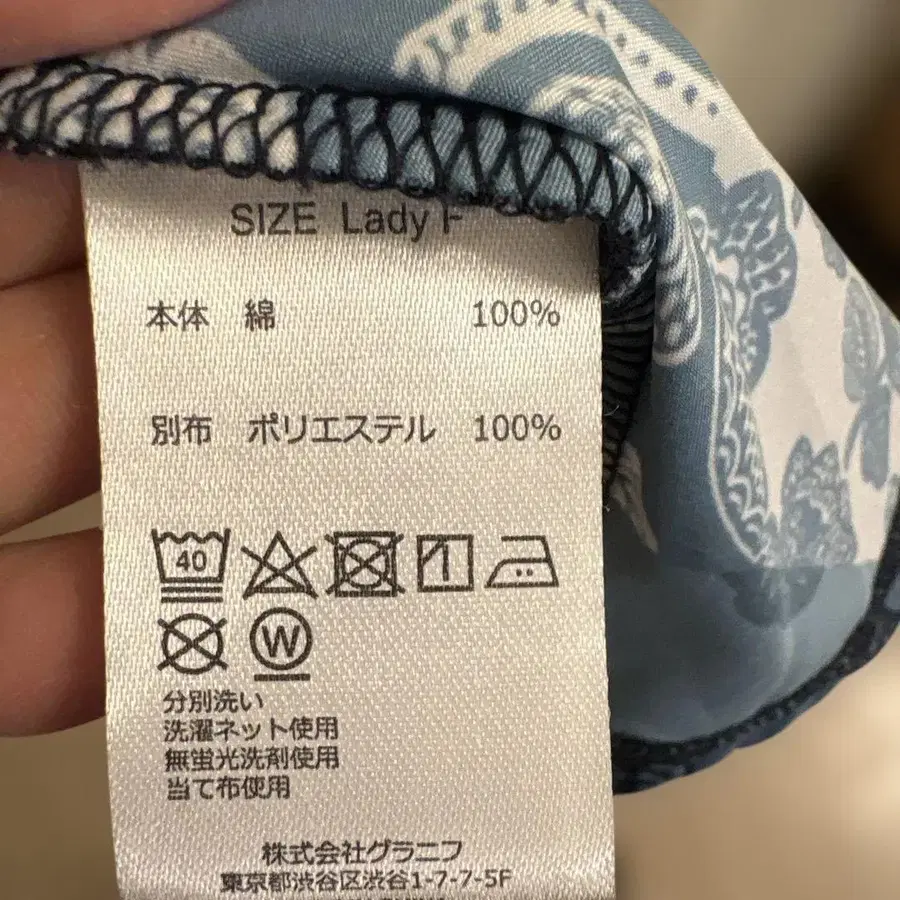 SIZE Lady F
本体 綿 100%
別布 ポリエステル 100%
40
W
分別洗い
洗濯ネット使用
無蛍光洗剤使用
当て布使用
株式会社グラニフ
東京都渋谷区渋谷1-7-7-5F